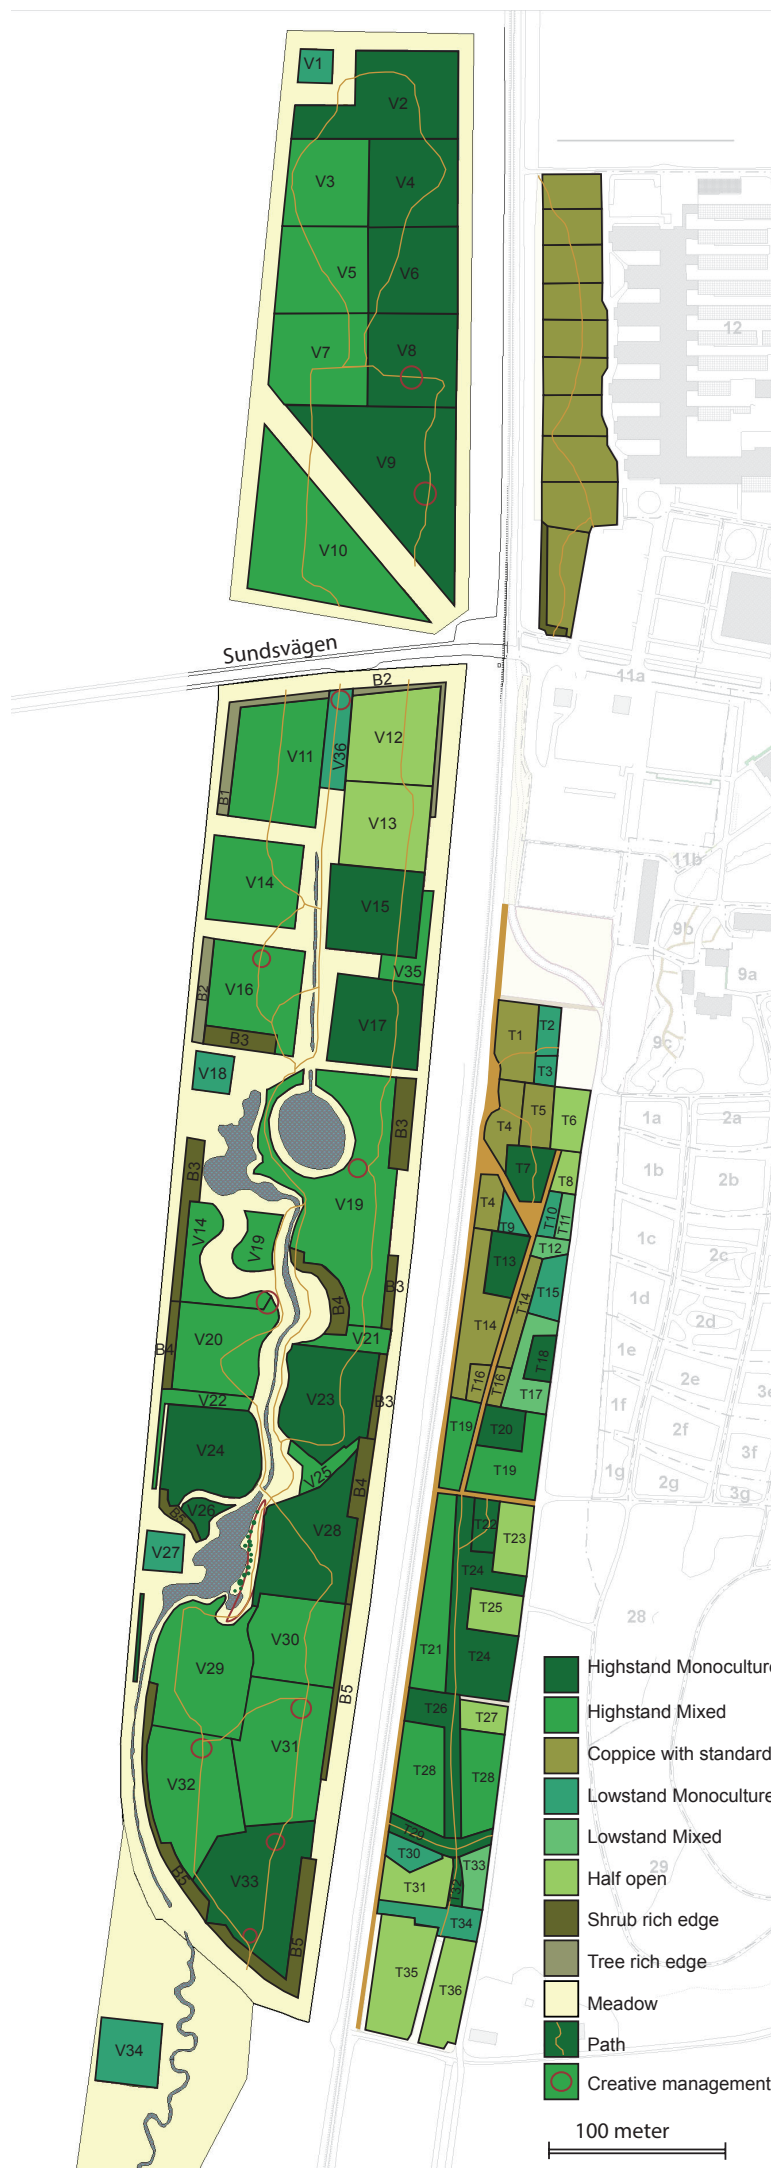 V1
V2
V3
V4
V5
V6
V7
V8
12
V9
V10
Sundsvägen
11a
B2
V11
V36
V12
B1
V13
11b
V14
V15
9b
V16
V35
9a
B2
V17
T1
T2
9c
B3
V18
T3
T4
T5
T6
1a
2a
B3
B3
T7
T8
1b
2b
V14
V19
V19
T4
T9
T10
T11
T12
1c
2c
T13
B3
B4
T14
T15
1d
2d
V20
V21
T14
B4
T18
1e
2e
3e
V22
V23
B3
T16
T16
T17
1f
2f
3f
V24
T19
T20
V25
B4
T19
1g
2g
3g
V26
B5
V28
T22
T23
V27
T24
T25
28
V30
T21
V29
T24
Highstand Monoculture
B5
T26
T27
Highstand Mixed
V31
V32
T28
T28
Coppice with standard
Lowstand Monoculture
T29
T30
T33
Lowstand Mixed
29
V33
B5
T31
T32
Half open
T34
Shrub rich edge
B5
T35
T36
Tree rich edge
Meadow
V34
Path
Creative management
100 meter